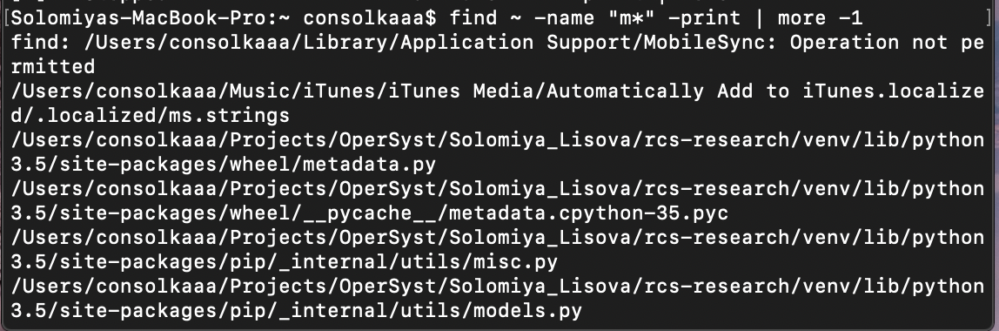 [Solomiyas-MacBook-Pro:~ consolkaaa$ find ~ -name "m*" -print | more -1 ]
find: /Users/consolkaaa/Library/Application Support/MobileSync: Operation not pe
rmitted
/Users/consolkaaa/Music/iTunes/iTunes Media/Automatically Add to iTunes.localize
d/.localized/ms.strings
/Users/consolkaaa/Projects/OperSyst/Solomiya_Lisova/rcs-research/venv/lib/python
3.5/site-packages/wheel/metadata.py
/Users/consolkaaa/Projects/OperSyst/Solomiya_Lisova/rcs-research/venv/lib/python
3.5/site-packages/wheel/__pycache__/metadata.cpython-35.pyc
/Users/consolkaaa/Projects/OperSyst/Solomiya_Lisova/rcs-research/venv/lib/python
3.5/site-packages/pip/_internal/utils/misc.py
/Users/consolkaaa/Projects/OperSyst/Solomiya_Lisova/rcs-research/venv/lib/python
3.5/site-packages/pip/_internal/utils/models.py